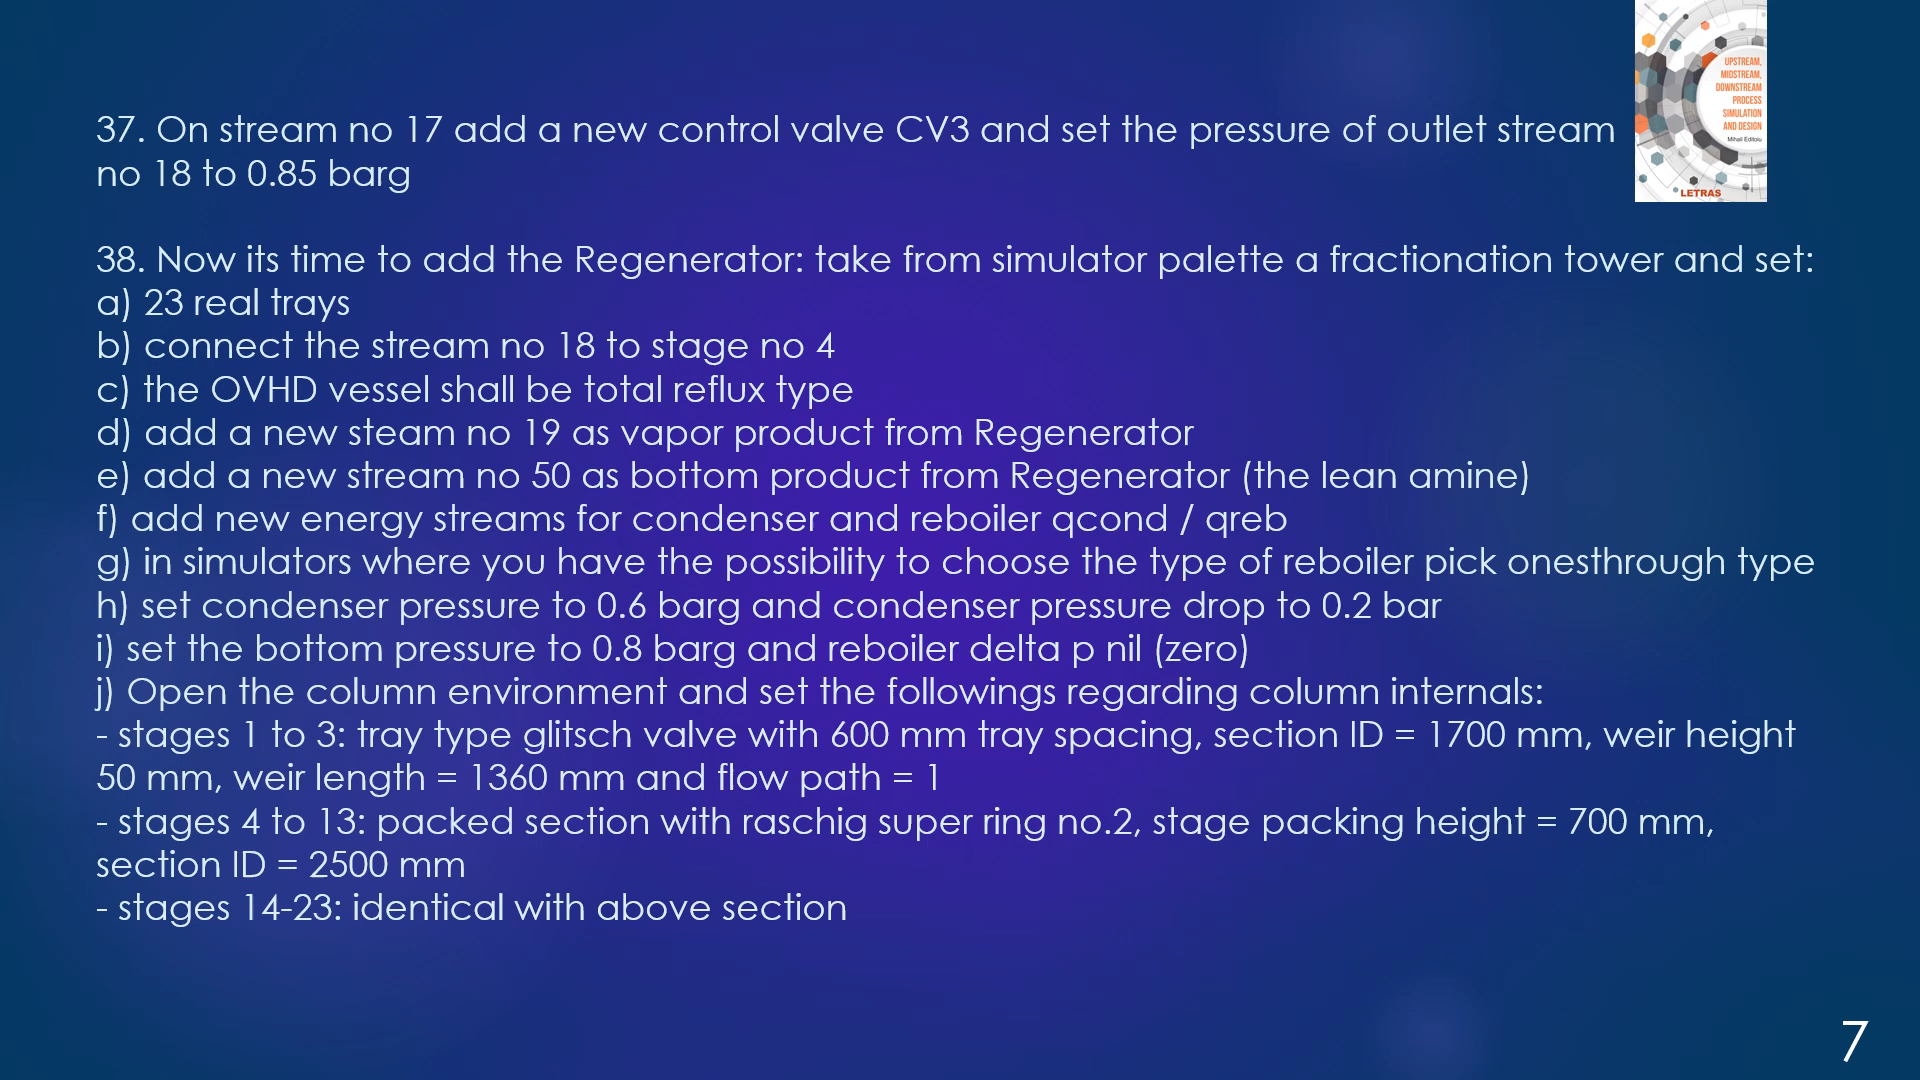 37. On stream no 17 add a new control valve CV3 and set the pressure of outlet stream
no 18 to 0.85 barg
UPSTREAM,
MIDSTREAM,
DOWNSTREAM
PROCESS
SIMULATION
AND DESIGN
Mihail Editoiu
LETRAS
38. Now its time to add the Regenerator: take from simulator palette a fractionation tower and set:
a) 23 real trays
b) connect the stream no 18 to stage no 4
c) the OVHD vessel shall be total reflux type
d) add a new steam no 19 as vapor product from Regenerator
e) add a new stream no 50 as bottom product from Regenerator (the lean amine)
f) add new energy streams for condenser and reboiler qcond / qreb
g) in simulators where you have the possibility to choose the type of reboiler pick onesthrough type
h) set condenser pressure to 0.6 barg and condenser pressure drop to 0.2 bar
i) set the bottom pressure to 0.8 barg and reboiler delta p nil (zero)
j) Open the column environment and set the followings regarding column internals:
- stages 1 to 3: tray type glitsch valve with 600 mm tray spacing, section ID = 1700 mm, weir height
50 mm, weir length = 1360 mm and flow path = 1
- stages 4 to 13: packed section with raschig super ring no.2, stage packing height = 700 mm,
section ID = 2500 mm
- stages 14-23: identical with above section
7